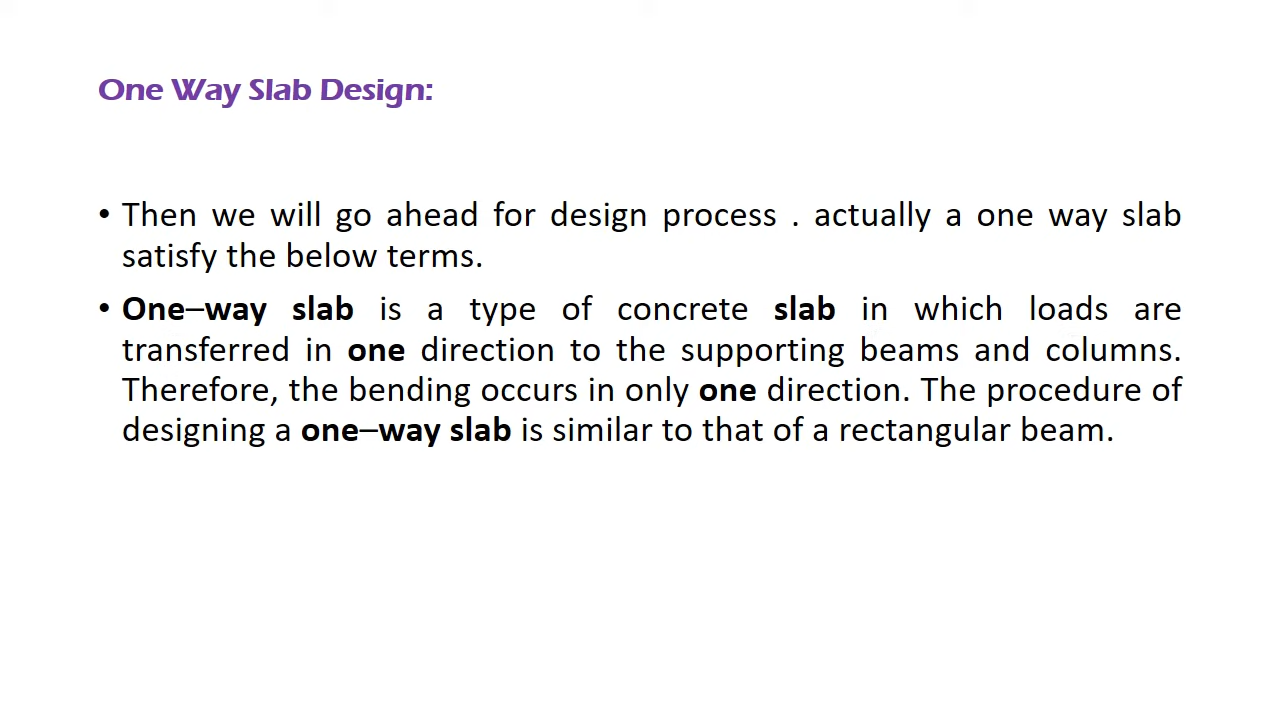 One Way Slab Design:
• Then we will go ahead for design process . actually a one way slab
satisfy the below terms.
• One–way slab is a type of concrete slab in which loads are
transferred in one direction to the supporting beams and columns.
Therefore, the bending occurs in only one direction. The procedure of
designing a one–way slab is similar to that of a rectangular beam.